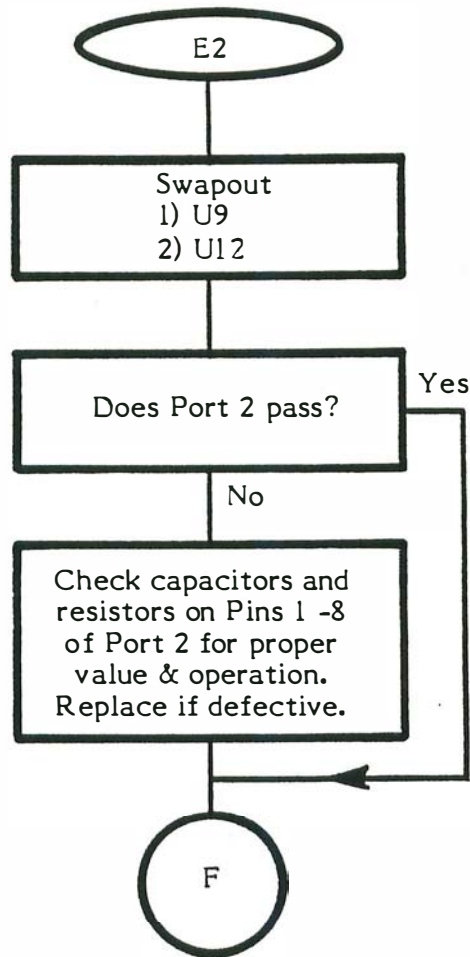 E2
Swapout
1) U9
2) U12
Does Port 2 pass?
Yes
No
Check capacitors and
resistors on Pins 1 -8
of Port 2 for proper
value & operation.
Replace if defective.
F